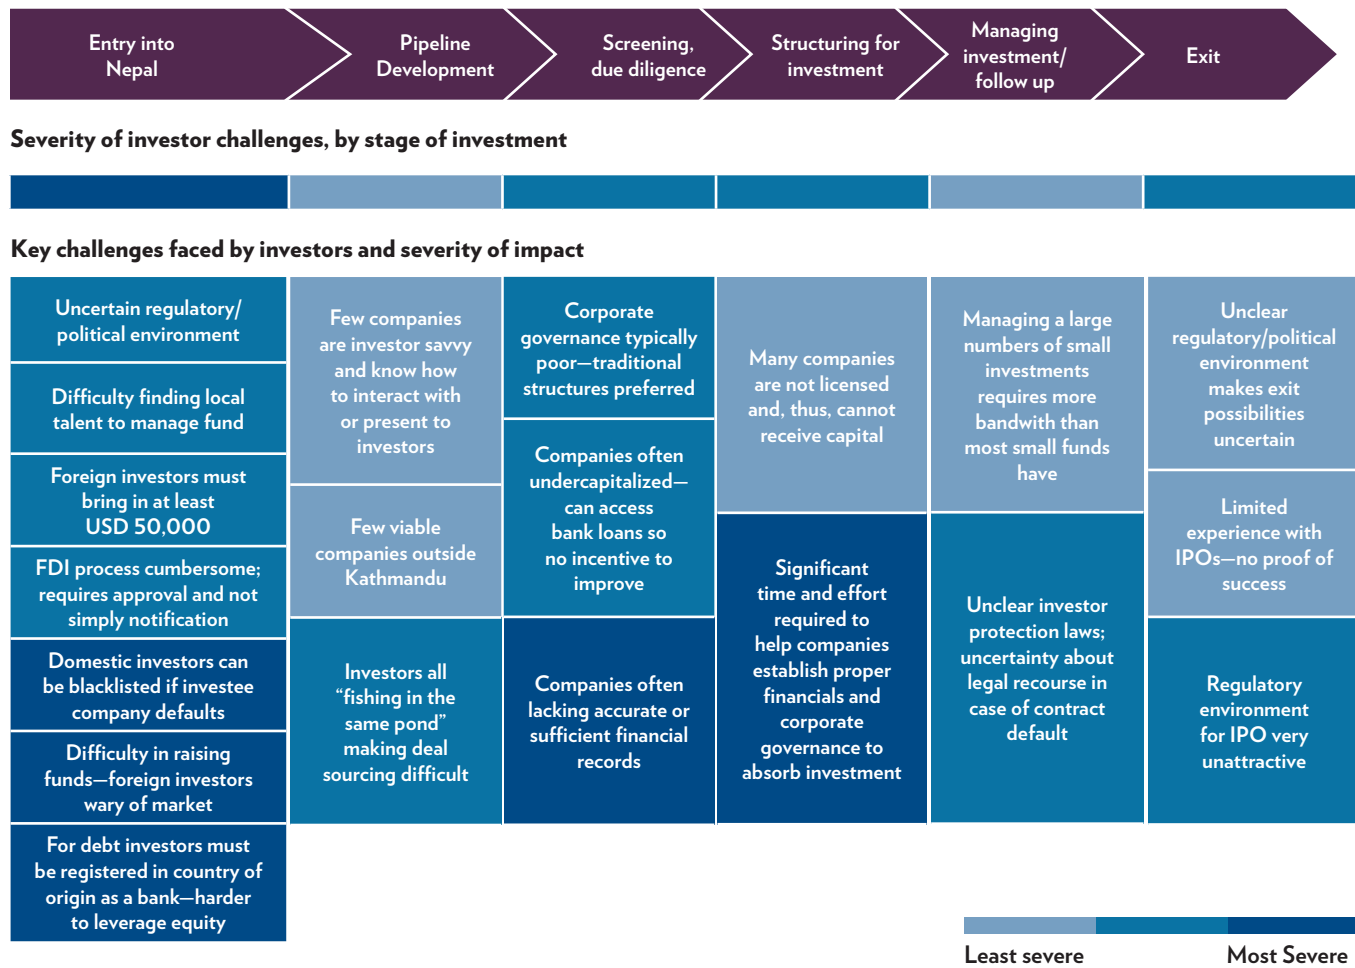 Entry into
Nepal
Pipeline
Development
Screening,
due diligence
Structuring for
investment
Managing
investment/
follow up
Exit
Severity of investor challenges, by stage of investment
Key challenges faced by investors and severity of impact
Uncertain regulatory/
political environment
Difficulty finding local
talent to manage fund
Foreign investors must
bring in at least
USD 50,000
FDI process cumbersome;
requires approval and not
simply notification
Domestic investors can
be blacklisted if investee
company defaults
Difficulty in raising
funds—foreign investors
wary of market
For debt investors must
be registered in country of
origin as a bank—harder
to leverage equity
Few companies
are investor savvy
and know how
to interact with
or present to
investors
Few viable
companies outside
Kathmandu
Investors all
“fishing in the
same pond”
making deal
sourcing difficult
Corporate
governance typically
poor—traditional
structures preferred
Companies often
undercapitalized—
can access
bank loans so
no incentive to
improve
Companies often
lacking accurate or
sufficient financial
records
Many companies
are not licensed
and, thus, cannot
receive capital
Significant
time and effort
required to
help companies
establish proper
financials and
corporate
governance to
absorb investment
Managing a large
numbers of small
investments
requires more
bandwith than
most small funds
have
Unclear investor
protection laws;
uncertainty about
legal recourse in
case of contract
default
Unclear
regulatory/political
environment
makes exit
possibilities
uncertain
Limited
experience with
IPOs—no proof of
success
Regulatory
environment
for IPO very
unattractive
Least severe
Most Severe